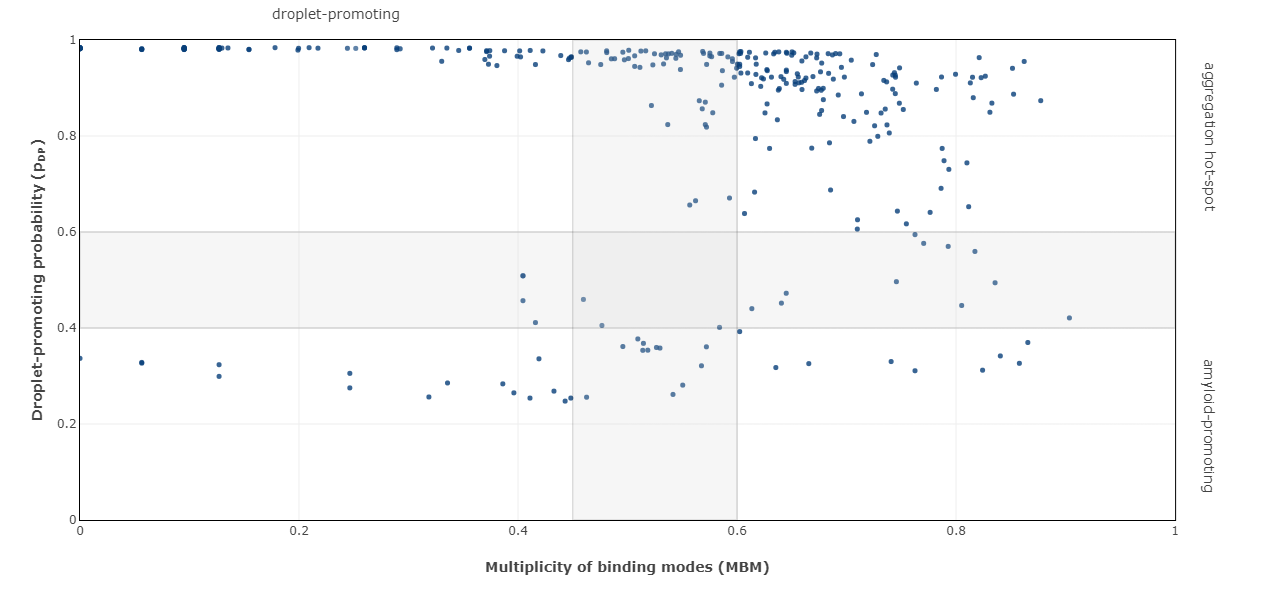 droplet-promoting
1
0.8
0.6
0.4
0.2
0
Droplet-promoting probability (pDP)
0
0.2
0.4
0.6
0.8
1
Multiplicity of binding modes (MBM)
aggregation hot-spot
amyloid-promoting